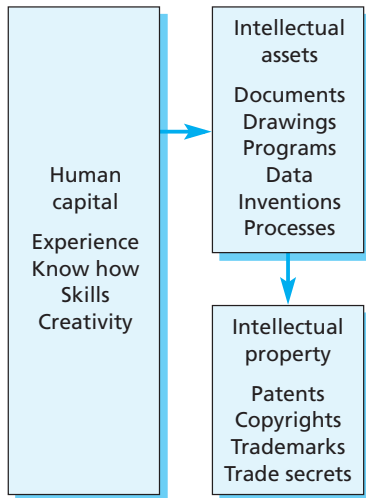 Human
capital
Experience
Know how
Skills
Creativity
Intellectual
assets
Documents
Drawings
Programs
Data
Inventions
Processes
Intellectual
property
Patents
Copyrights
Trademarks
Trade secrets